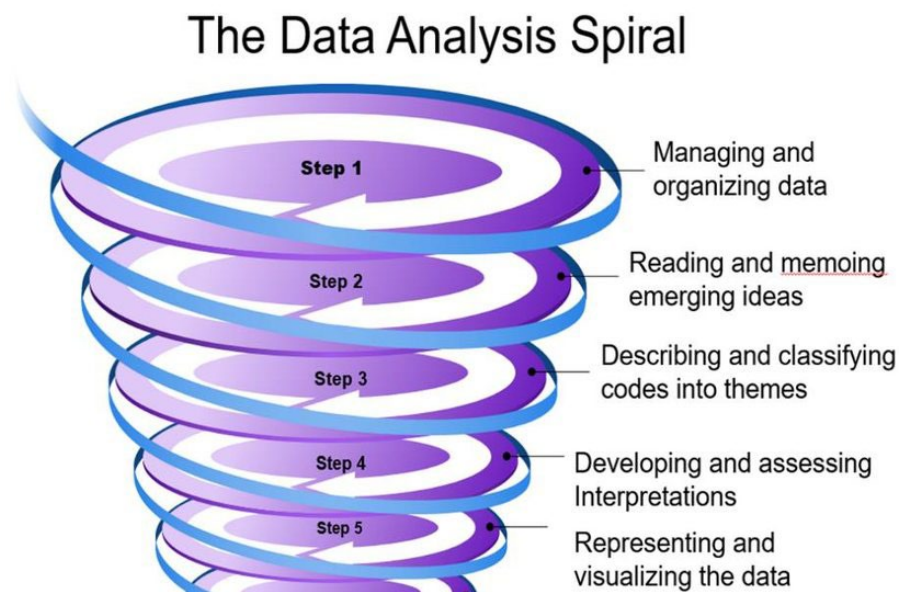 The Data Analysis Spiral
Step 1
Managing and
organizing data
Step 2
Reading and memoing
emerging ideas
Step 3
Describing and classifying
codes into themes
Step 4
Developing and assessing
Interpretations
Step 5
Representing and
visualizing the data